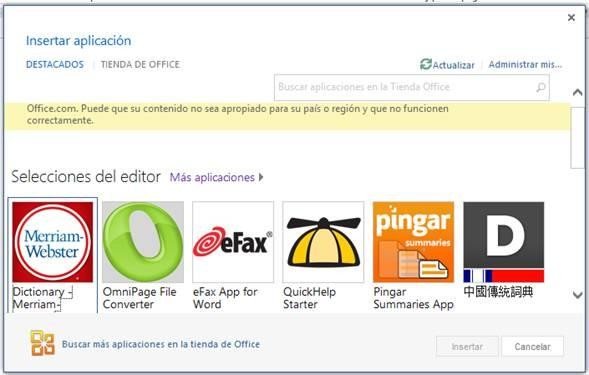 Insertar aplicación
DESTACADOS | TIENDA DE OFFICE
Actualizar | Administrar mis...
Buscar aplicaciones en la Tienda Office
Office.com. Puede que su contenido no sea apropiado para su país o región y que no funcionen
correctamente.
Selecciones del editor Más aplicaciones
Merriam-
Webster
eFax®
pingar
summaries
D
Dictionary -
Merriam-
OmniPage File
Converter
eFax App for
Word
QuickHelp
Starter
Pingar
Summaries App
中國傳統詞典
Buscar más aplicaciones en la tienda de Office
Insertar
Cancelar